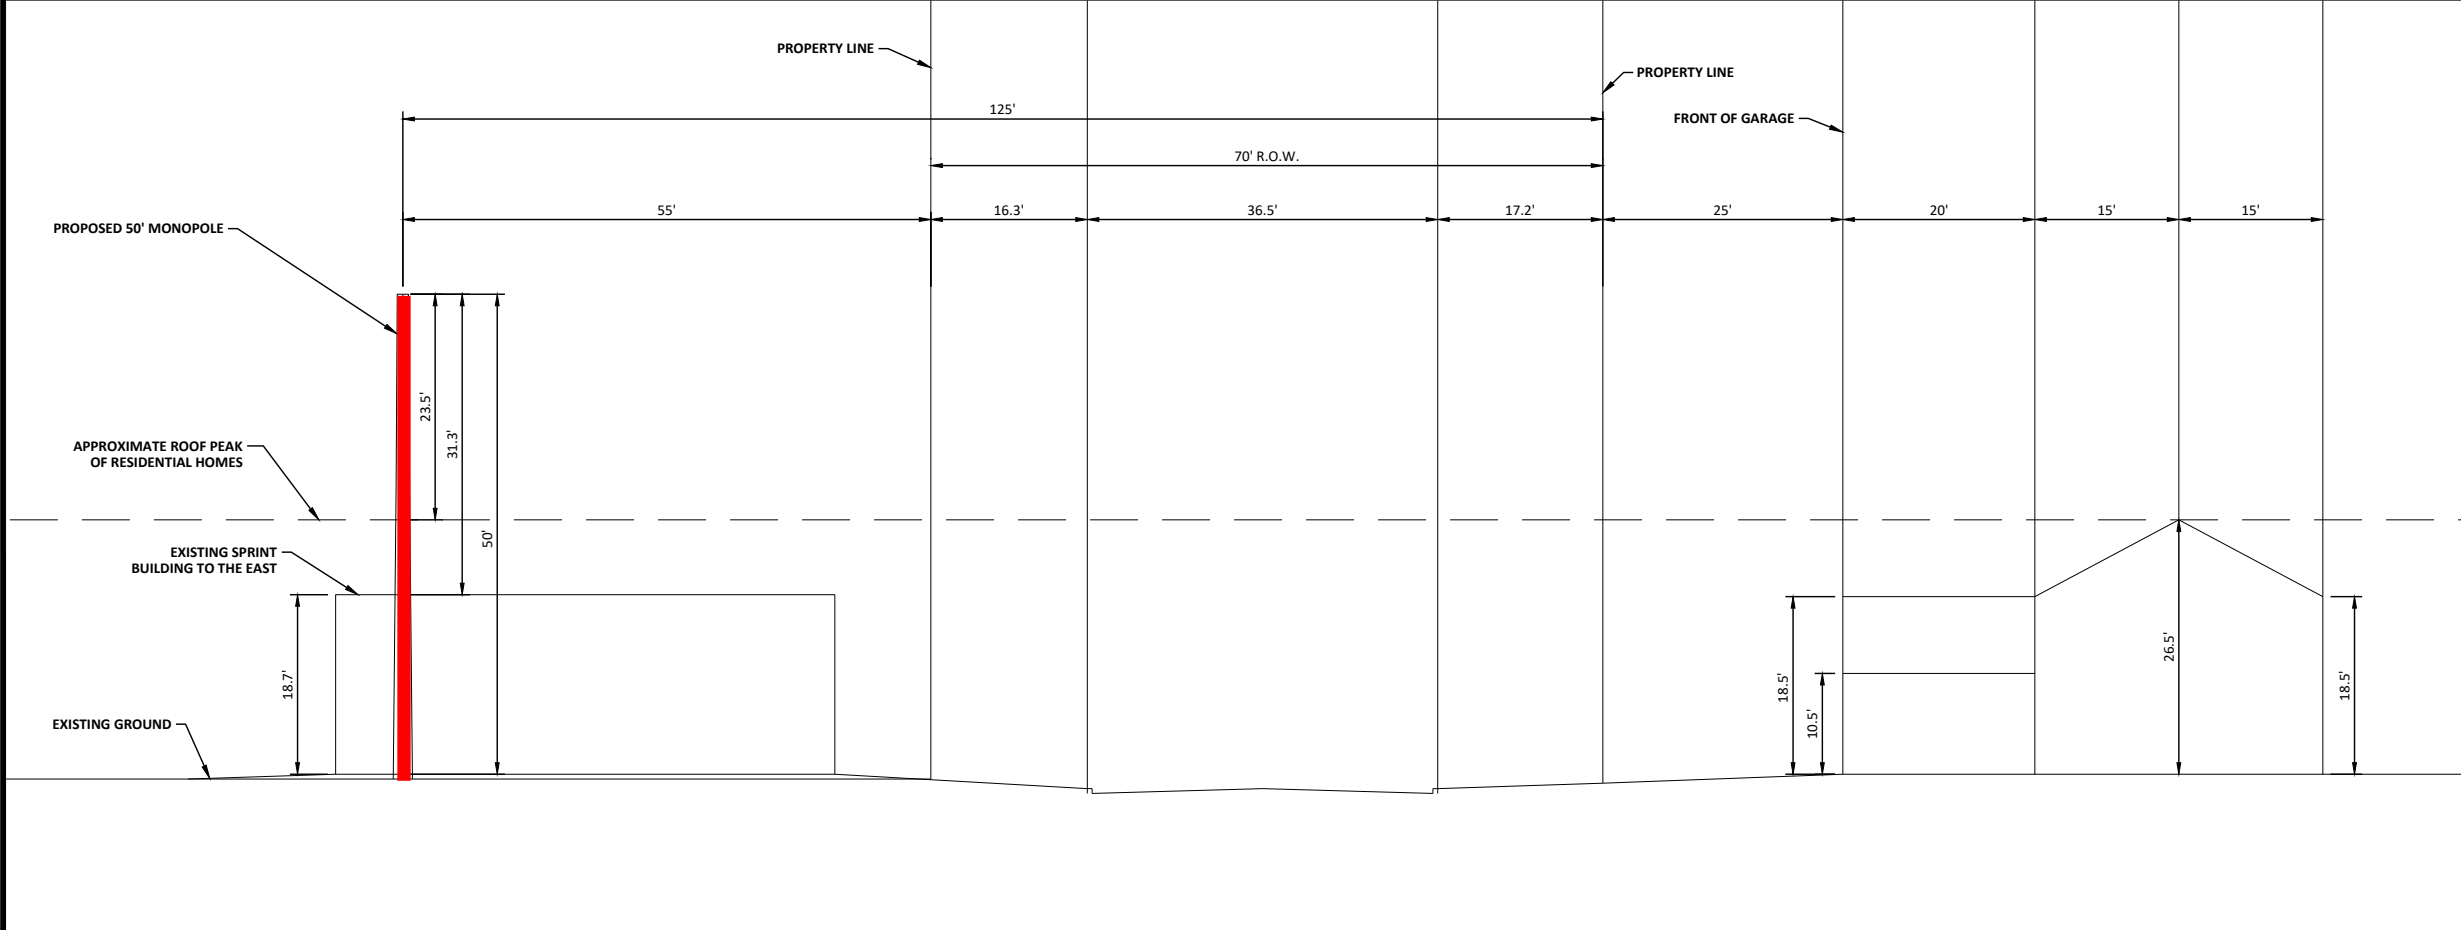 PROPERTY LINE
PROPERTY LINE
125'
FRONT OF GARAGE
70' R.O.W.
55'
16.3'
36.5'
17.2'
25'
20'
15'
15'
PROPOSED 50' MONOPOLE
23.5'
31.3'
50'
APPROXIMATE ROOF PEAK
OF RESIDENTIAL HOMES
EXISTING SPRINT
BUILDING TO THE EAST
18.7'
18.5'
10.5'
26.5'
18.5'
EXISTING GROUND